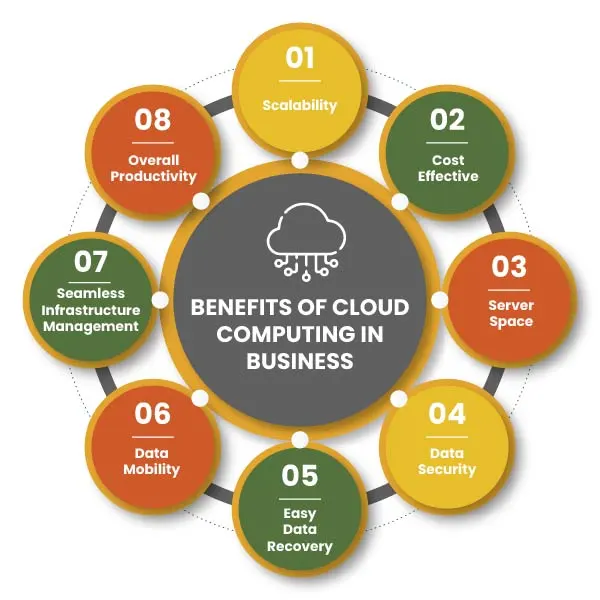 BENEFITS OF CLOUD
COMPUTING IN
BUSINESS
01
Scalability
02
Cost
Effective
03
Server
Space
04
Data
Security
05
Easy
Data
Recovery
06
Data
Mobility
07
Seamless
Infrastructure
Management
08
Overall
Productivity